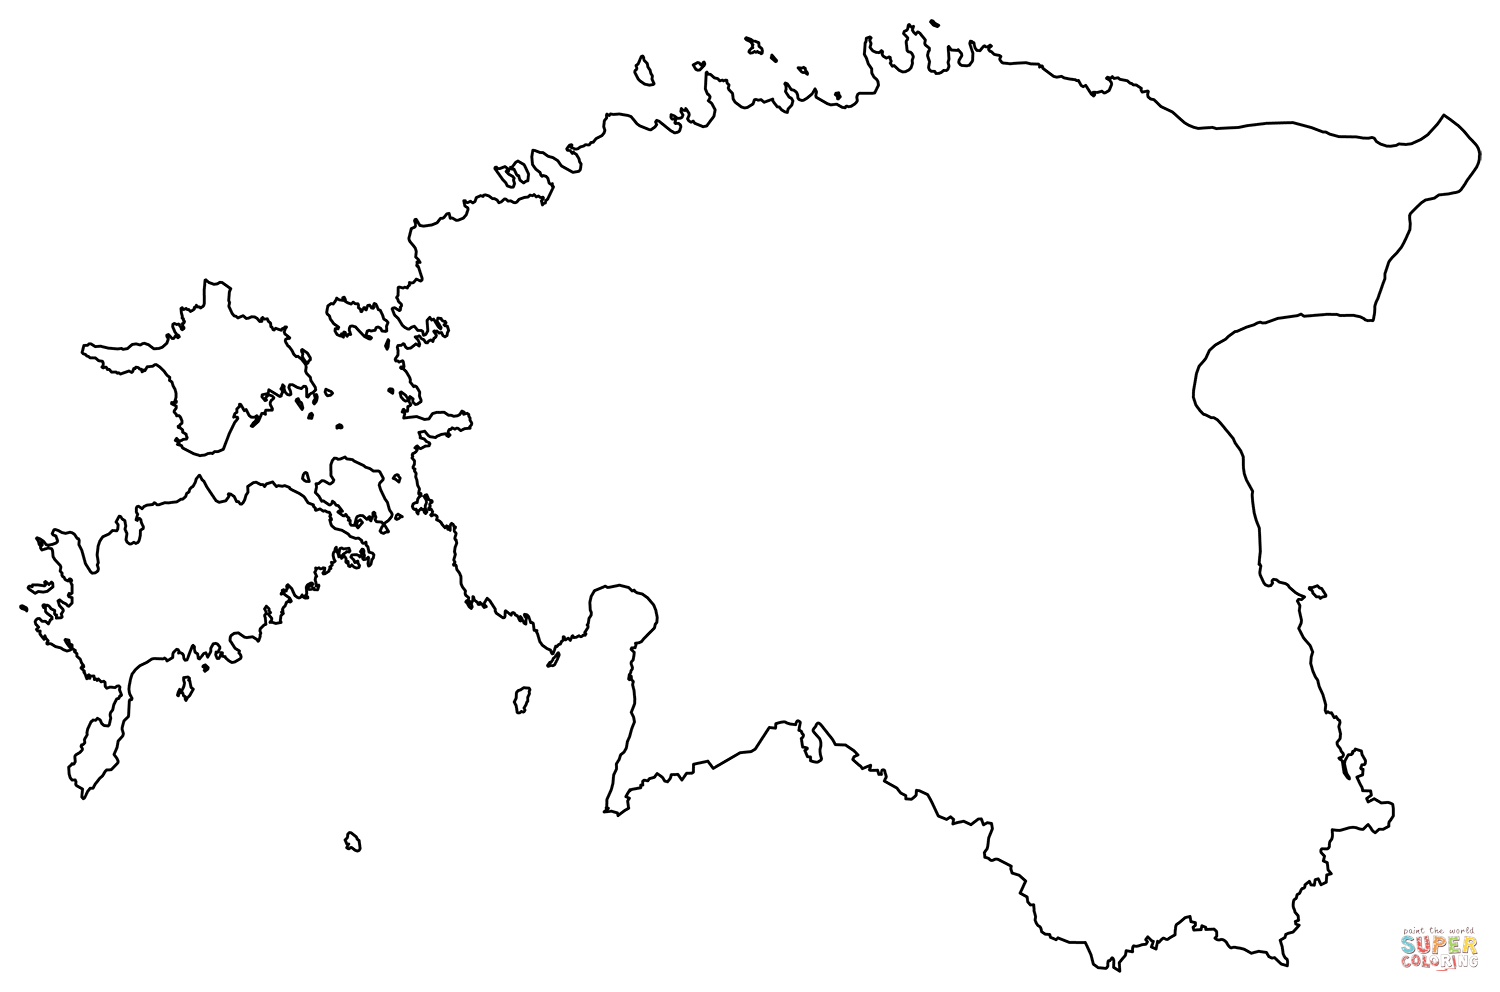 paint the world
SUPER
COLORING